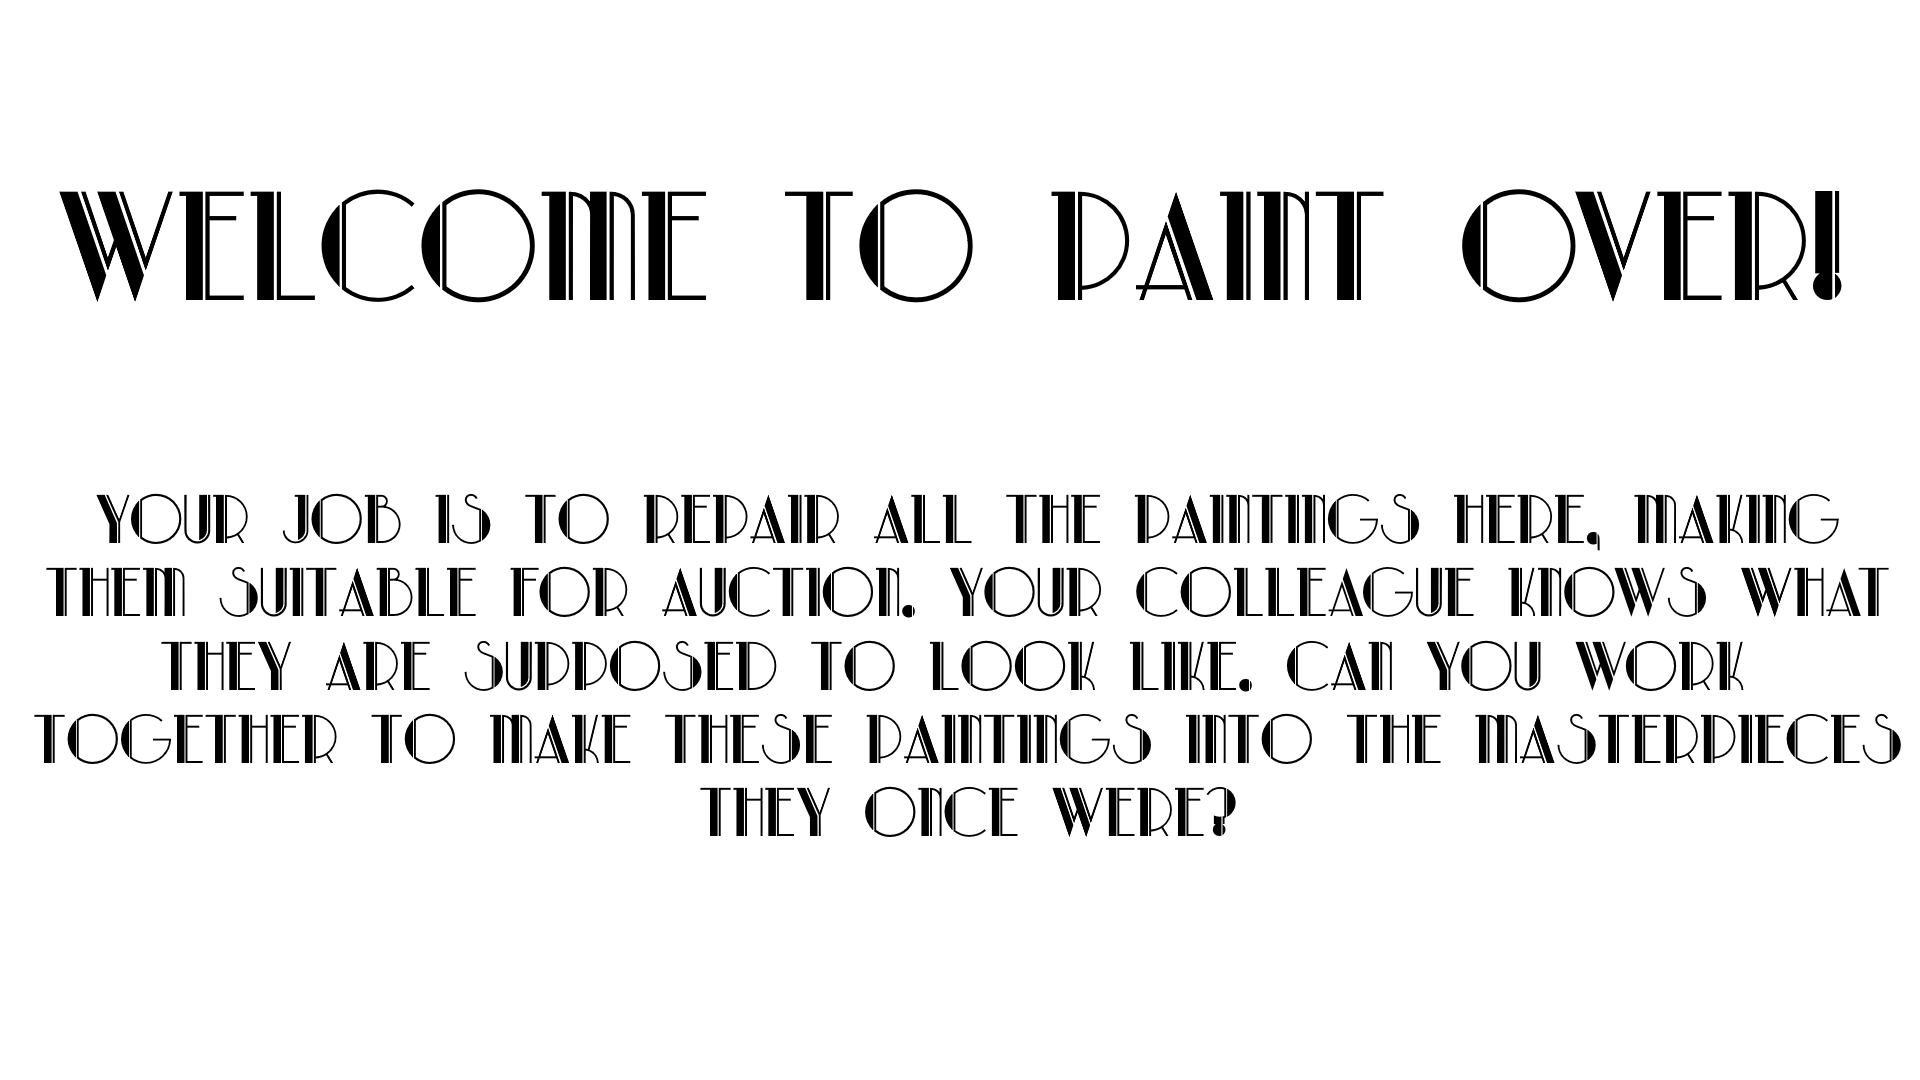 WELCOME TO PAINT OVER!
YOUR JOB IS TO REPAIR ALL THE PAINTINGS HERE, MAKING
THEM SUITABLE FOR AUCTION. YOUR COLLEAGUE KNOWS WHAT
THEY ARE SUPPOSED TO LOOK LIKE. CAN YOU WORK
TOGETHER TO MAKE THESE PAINTINGS INTO THE MASTERPIECES
THEY ONCE WERE?